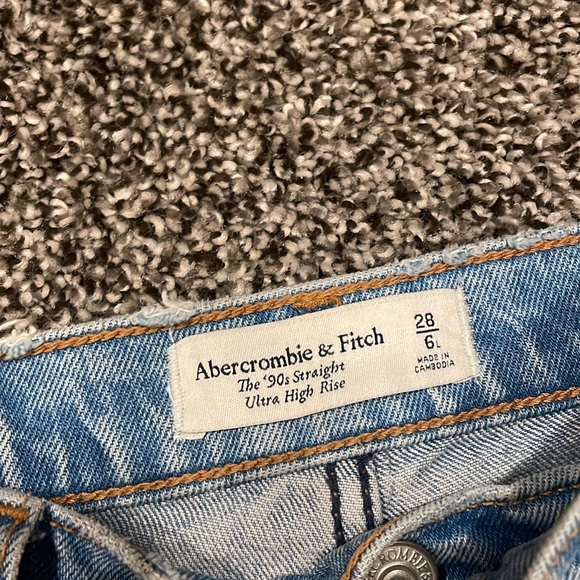 Abercrombie & Fitch
The '90s Straight
Ultra High Rise
28
6L
MADE IN
CAMBODIA